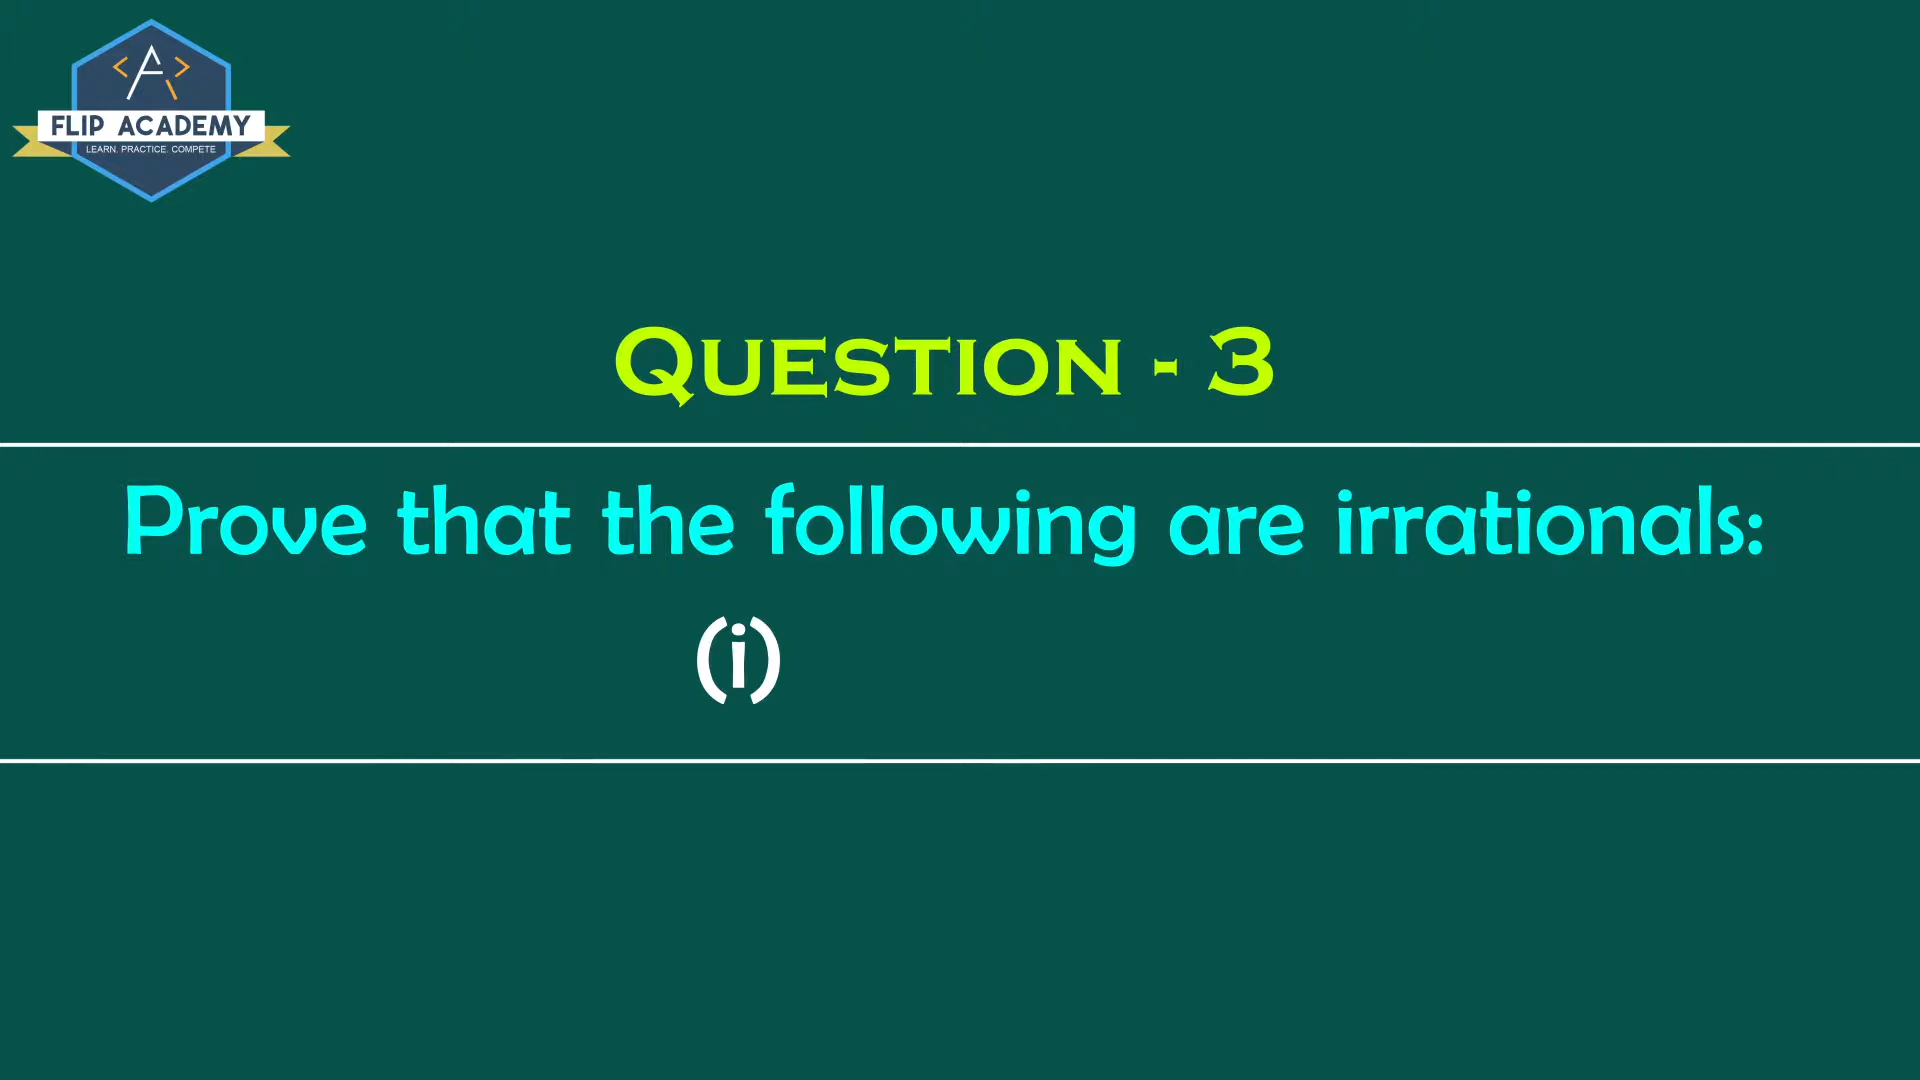 FLIP ACADEMY
LEARN. PRACTICE. COMPETE
QUESTION - 3
Prove that the following are irrationals:
(i)